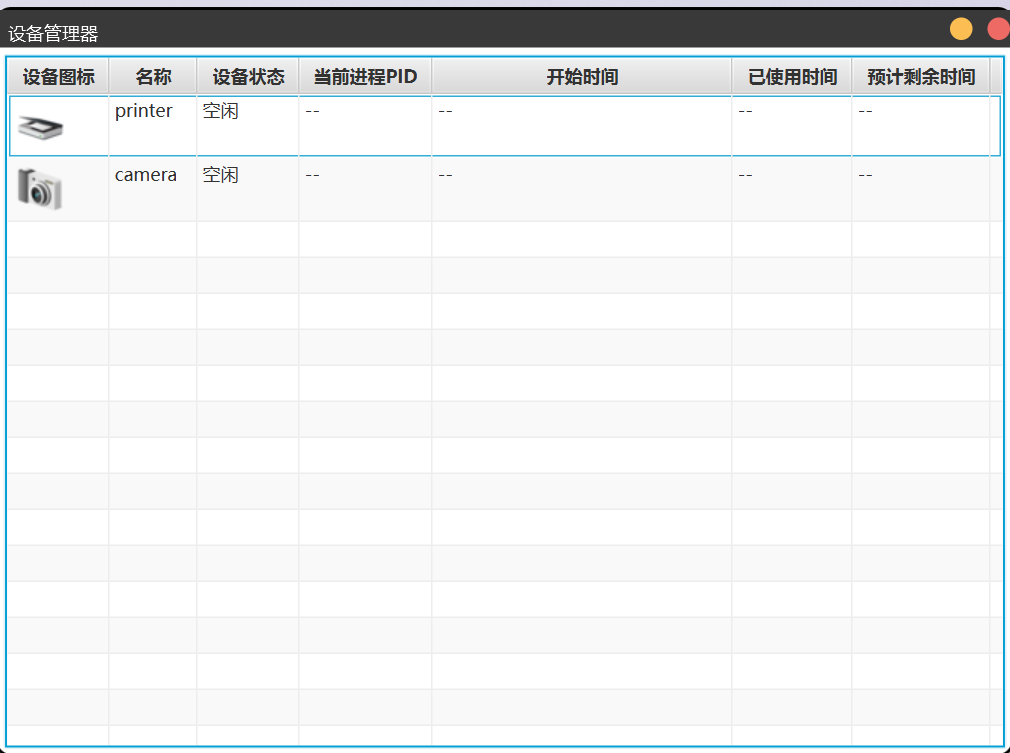 设备管理器
设备图标 名称 设备状态 当前进程PID 开始时间 已使用时间 预计剩余时间
printer 空闲 -- -- -- --
camera 空闲 -- -- -- --